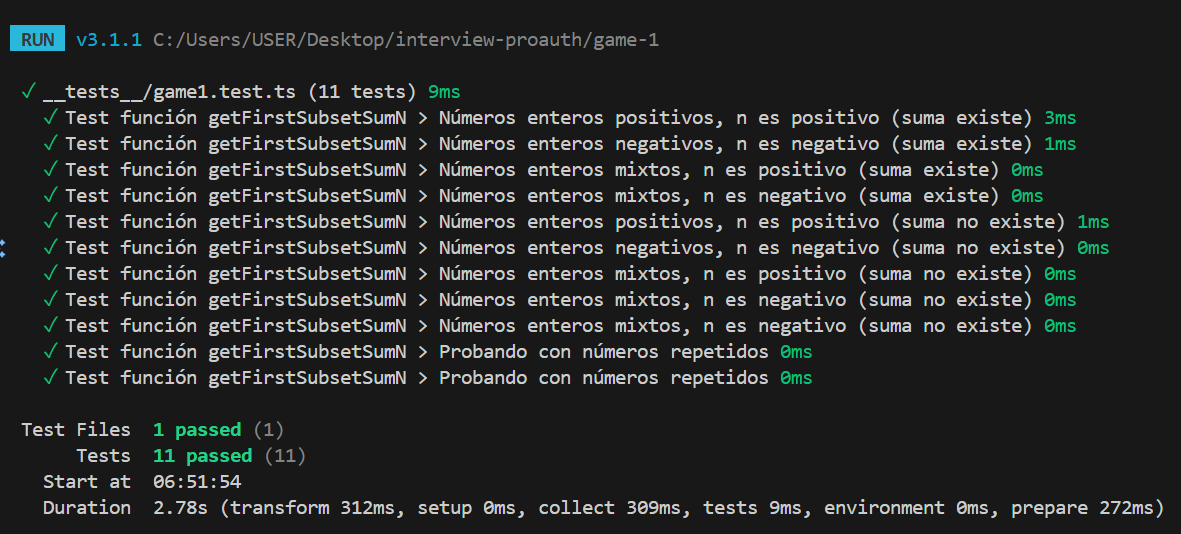 RUN v3.1.1 C:/Users/USER/Desktop/interview-proauth/game-1
✓ __tests__/game1.test.ts (11 tests) 9ms
✓ Test función getFirstSubsetSumN > Números enteros positivos, n es positivo (suma existe) 3ms
✓ Test función getFirstSubsetSumN > Números enteros negativos, n es negativo (suma existe) 1ms
✓ Test función getFirstSubsetSumN > Números enteros mixtos, n es positivo (suma existe) 0ms
✓ Test función getFirstSubsetSumN > Números enteros mixtos, n es negativo (suma existe) 0ms
✓ Test función getFirstSubsetSumN > Números enteros positivos, n es positivo (suma no existe) 1ms
✓ Test función getFirstSubsetSumN > Números enteros negativos, n es negativo (suma no existe) 0ms
✓ Test función getFirstSubsetSumN > Números enteros mixtos, n es positivo (suma no existe) 0ms
✓ Test función getFirstSubsetSumN > Números enteros mixtos, n es negativo (suma no existe) 0ms
✓ Test función getFirstSubsetSumN > Números enteros mixtos, n es negativo (suma no existe) 0ms
✓ Test función getFirstSubsetSumN > Probando con números repetidos 0ms
✓ Test función getFirstSubsetSumN > Probando con números repetidos 0ms
Test Files 1 passed (1)
Tests 11 passed (11)
Start at 06:51:54
Duration 2.78s (transform 312ms, setup 0ms, collect 309ms, tests 9ms, environment 0ms, prepare 272ms)